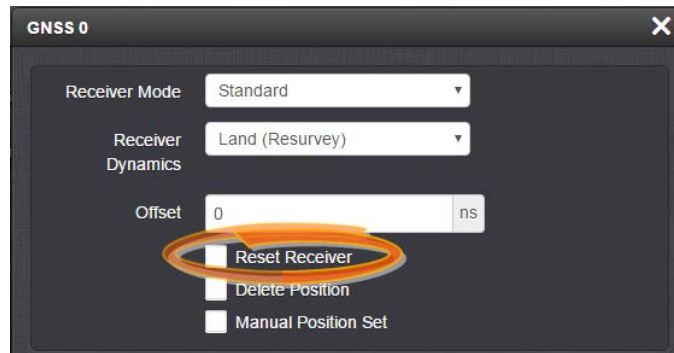 GNSS 0
Receiver Mode Standard
Receiver Dynamics Land (Resurvey)
Offset 0 ns
Reset Receiver
Delete Position
Manual Position Set